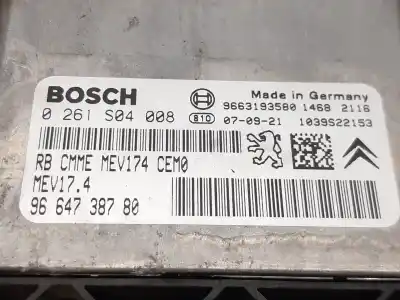 Made in Germany
BOSCH
9663193580 1468 2116
0 261 S04 008
810
07-09-21
1039S22153
RB CMME MEV174 CEM0
MEV17.4
96 647 387 80